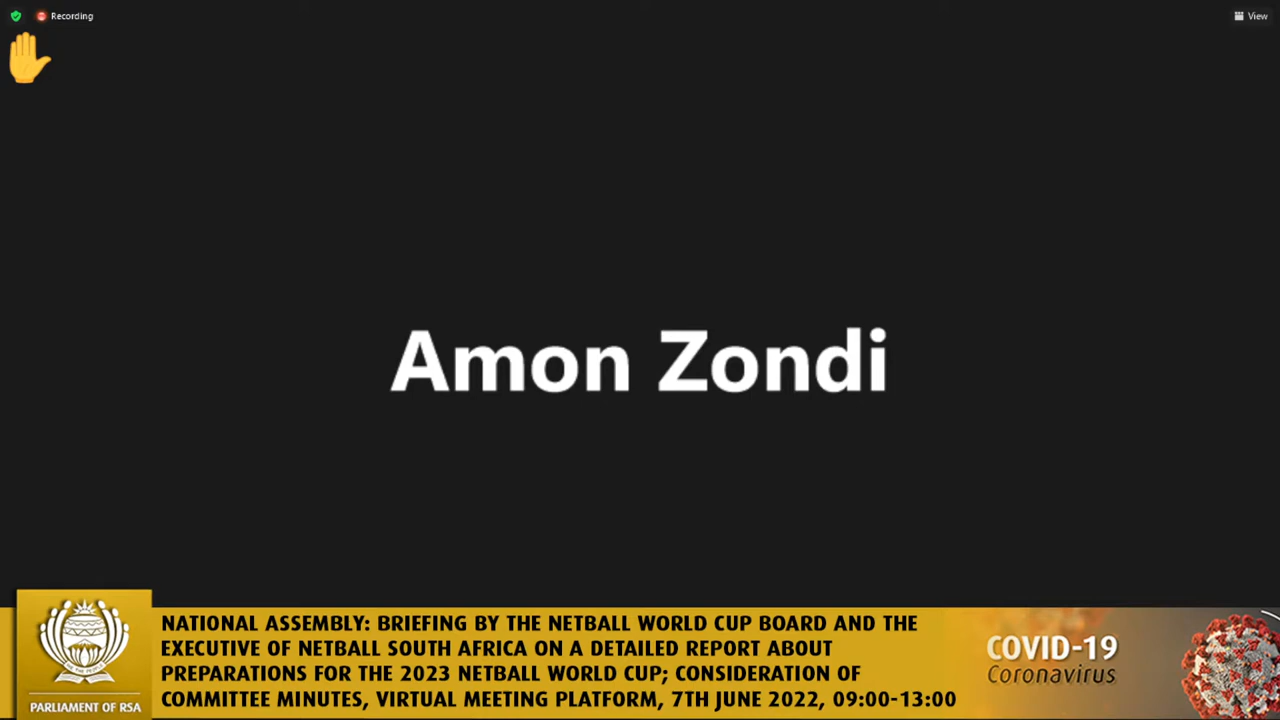 Recording
View
Amon Zondi
NATIONAL ASSEMBLY: BRIEFING BY THE NETBALL WORLD CUP BOARD AND THE
EXECUTIVE OF NETBALL SOUTH AFRICA ON A DETAILED REPORT ABOUT
PREPARATIONS FOR THE 2023 NETBALL WORLD CUP; CONSIDERATION OF
COMMITTEE MINUTES, VIRTUAL MEETING PLATFORM, 7TH JUNE 2022, 09:00-13:00
PARLIAMENT OF RSA
COVID-19
Coronavirus